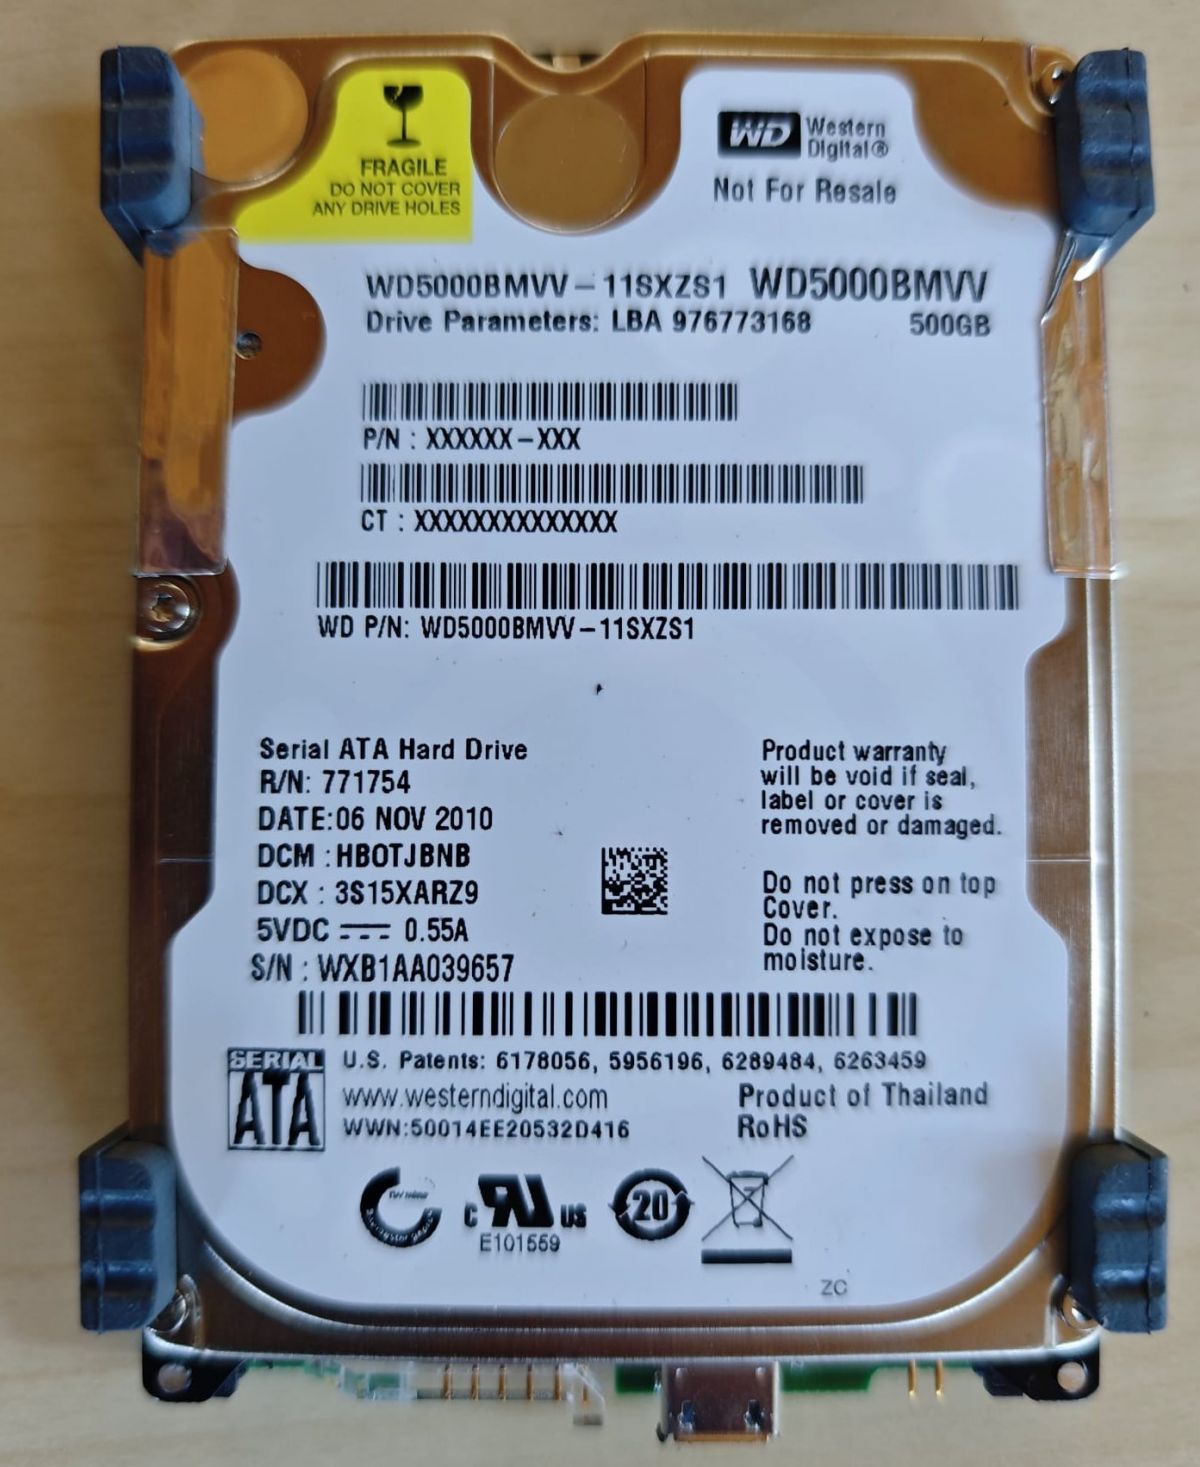 FRAGILE
DO NOT COVER
ANY DRIVE HOLES
WD Western
Digital®
Not For Resale
WD5000BMVV-11SXZS1 WD5000BMVV
Drive Parameters: LBA 976773168 500GB
P/N : XXXXXX-XXX
CT : XXXXXXXXXXXXXX
WD P/N: WD5000BMVV-11SXZS1
Serial ATA Hard Drive
R/N: 771754
DATE:06 NOV 2010
DCM : HBOTJBNB
DCX : 3S15XARZ9
5VDC ⎓ 0.55A
S/N : WXB1AA039657
Product warranty
will be void if seal,
label or cover is
removed or damaged.
Do not press on top
Cover.
Do not expose to
moisture.
SERIAL
ATA
U.S. Patents: 6178056, 5956196, 6289484, 6263459
www.westerndigital.com
WWN:50014EE20532D416
Product of Thailand
RoHS
c RU US
E101559
20
ZC